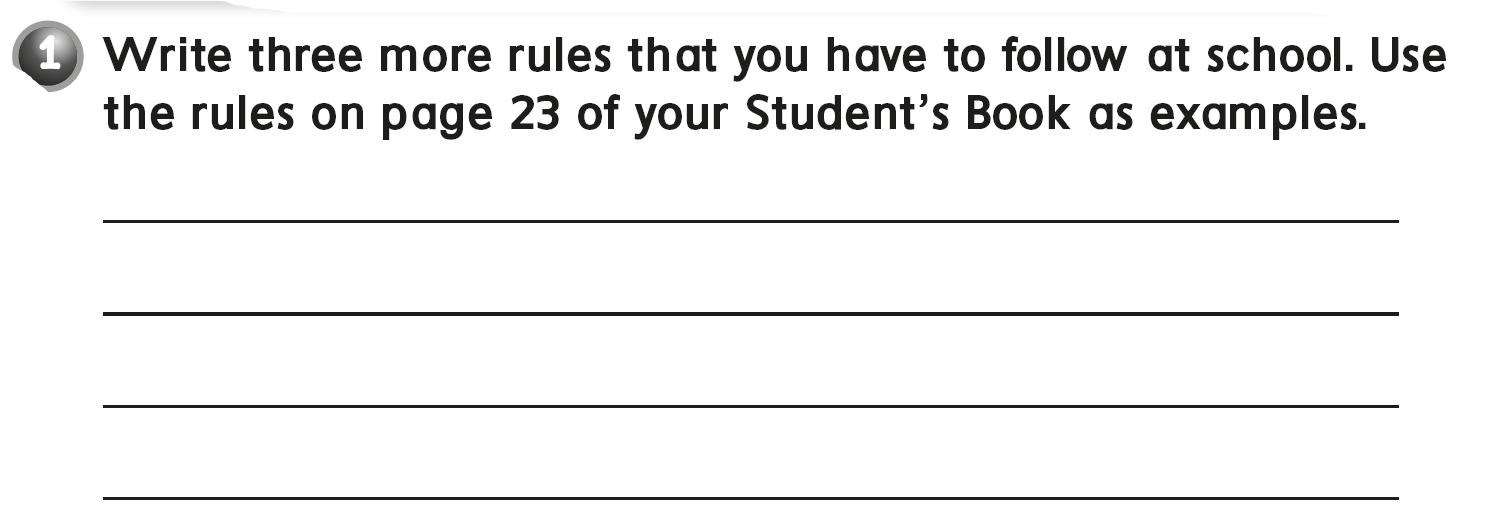 1 Write three more rules that you have to follow at school. Use
the rules on page 23 of your Student's Book as examples.